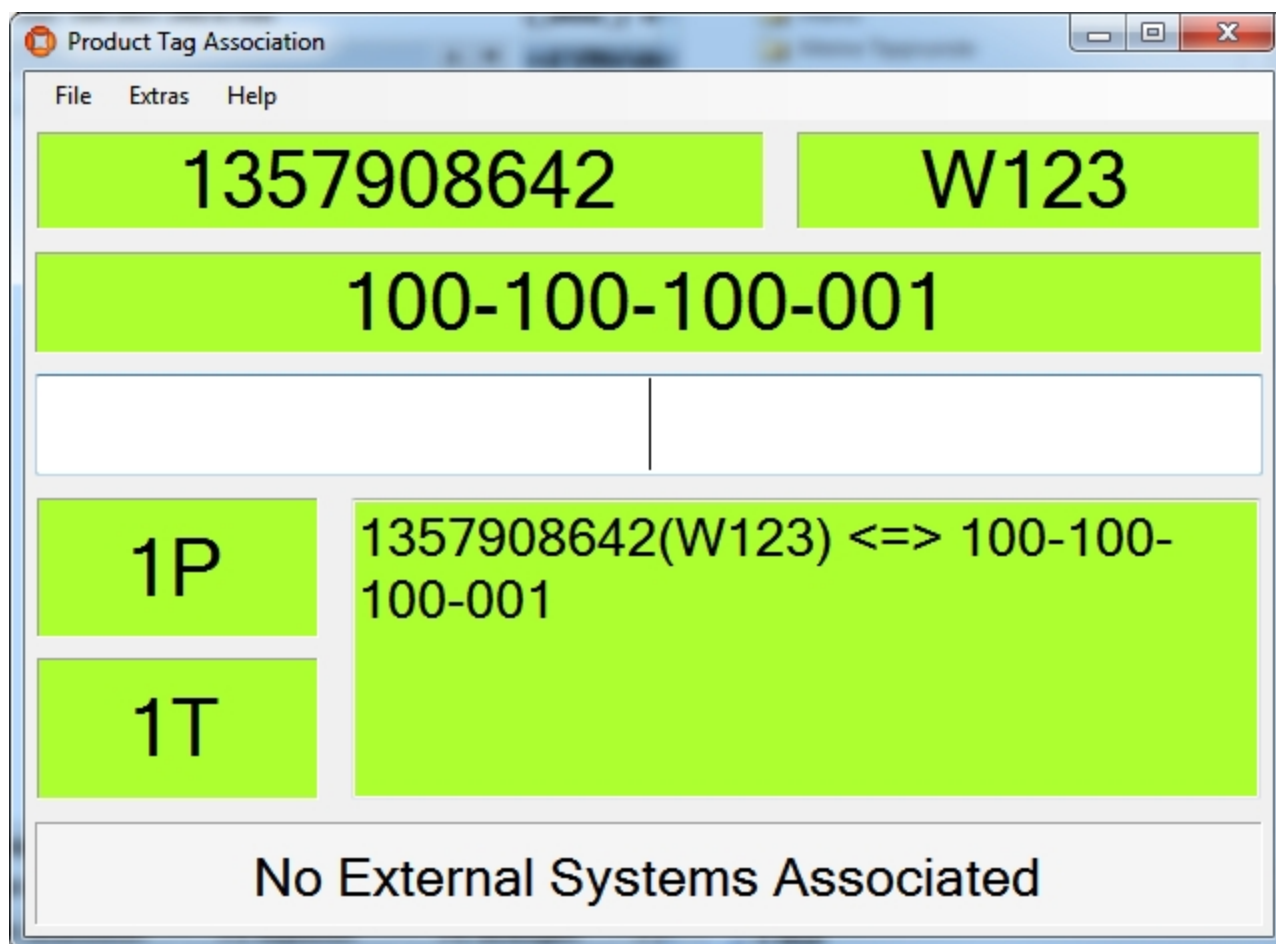 Product Tag Association
File Extras Help
1357908642
W123
100-100-100-001
1P
1357908642(W123) <=> 100-100-
100-001
1T
No External Systems Associated